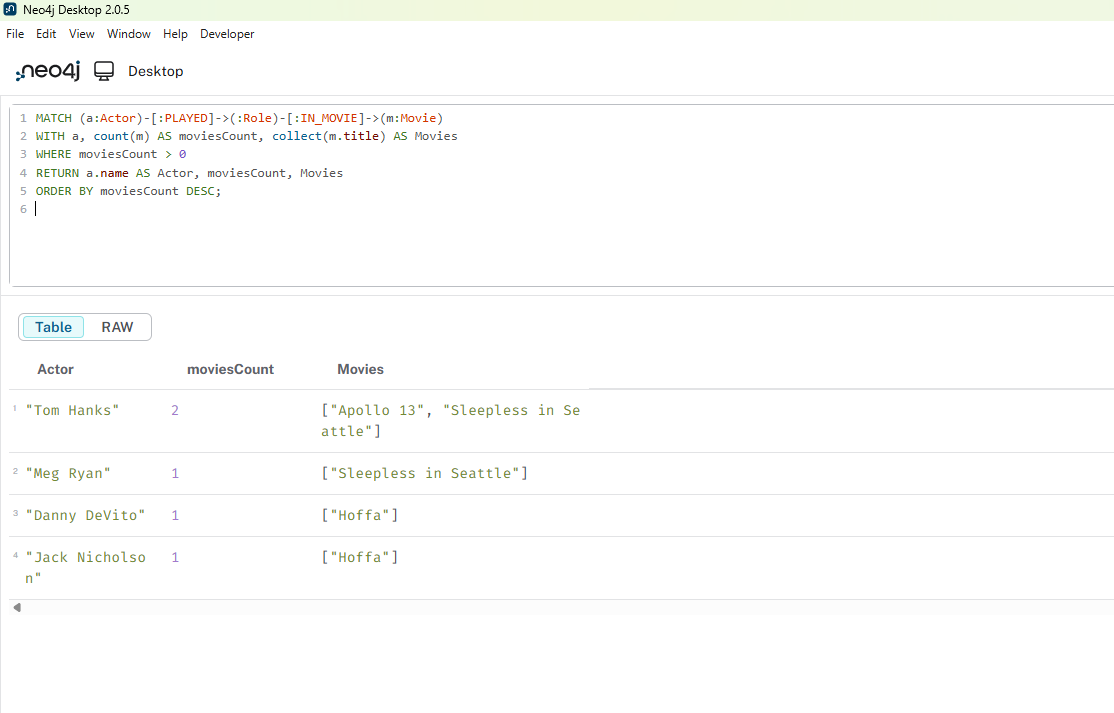 Neo4j Desktop 2.0.5
File Edit View Window Help Developer
neo4j Desktop
1 MATCH (a:Actor)-[:PLAYED]->(:Role)-[:IN_MOVIE]->(m:Movie)
2 WITH a, count(m) AS moviesCount, collect(m.title) AS Movies
3 WHERE moviesCount > 0
4 RETURN a.name AS Actor, moviesCount, Movies
5 ORDER BY moviesCount DESC;
6
Table RAW
Actor moviesCount Movies
1 "Tom Hanks" 2 ["Apollo 13", "Sleepless in Se
attle"]
2 "Meg Ryan" 1 ["Sleepless in Seattle"]
3 "Danny DeVito" 1 ["Hoffa"]
4 "Jack Nicholso 1 ["Hoffa"]
n"